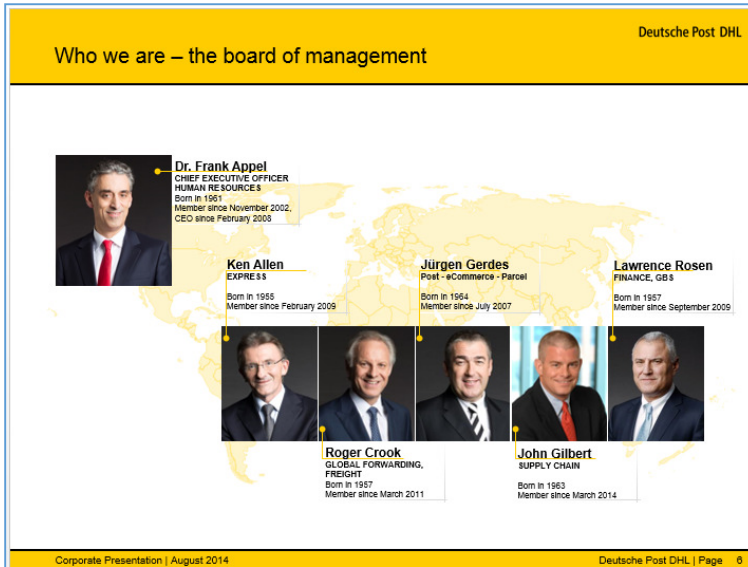 Deutsche Post DHL
Who we are – the board of management
Dr. Frank Appel
CHIEF EXECUTIVE OFFICER
HUMAN RESOURCES
Born in 1961
Member since November 2002,
CEO since February 2008
Ken Allen
EXPRESS
Born in 1955
Member since February 2009
Jürgen Gerdes
Post - eCommerce - Parcel
Born in 1964
Member since July 2007
Lawrence Rosen
FINANCE, GBS
Born in 1957
Member since September 2009
Roger Crook
GLOBAL FORWARDING,
FREIGHT
Born in 1957
Member since March 2011
John Gilbert
SUPPLY CHAIN
Born in 1963
Member since March 2014
Corporate Presentation | August 2014
Deutsche Post DHL | Page 6